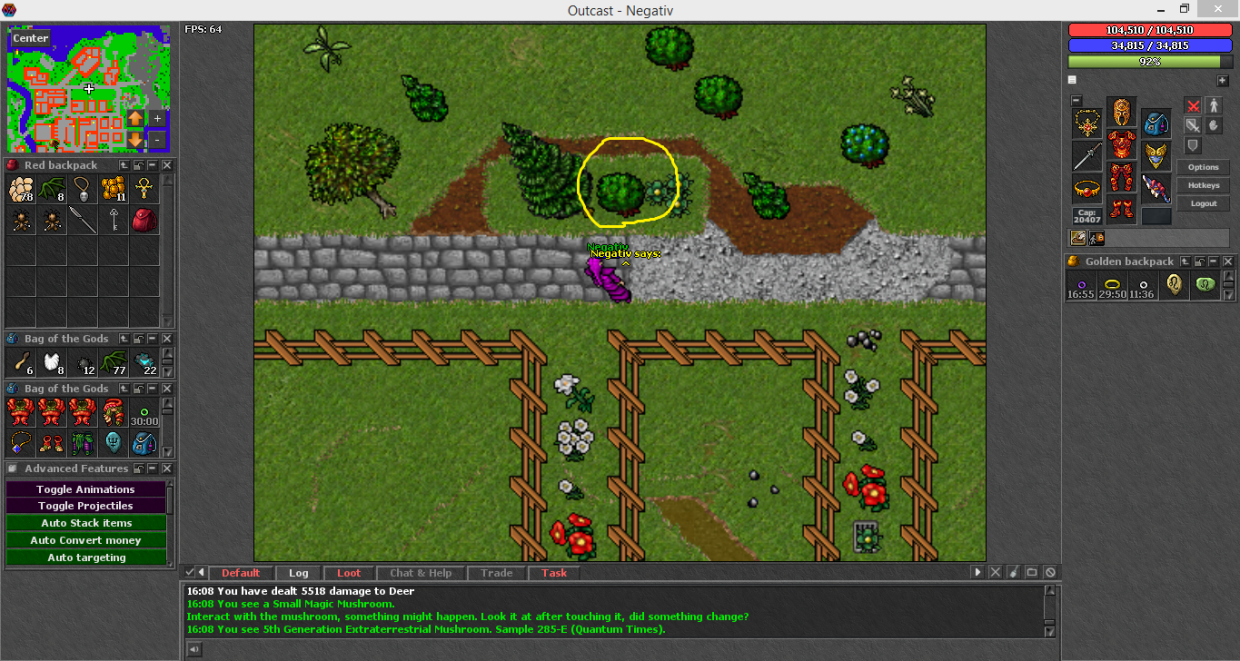 Outcast - Negativ
Center
FPS: 64
104,510 / 104,510
34,815 / 34,815
92%
Red backpack
78
8
11
Cap:
20407
Options
Hotkeys
Logout
Negativ
Negativ says:
^
Golden backpack
16:55
29:50
11:36
Bag of the Gods
6
8
12
77
22
Bag of the Gods
30:00
Advanced Features
Toggle Animations
Toggle Projectiles
Auto Stack items
Auto Convert money
Auto targeting
Default
Log
Loot
Chat & Help
Trade
Task
16:08 You have dealt 5518 damage to Deer
16:08 You see a Small Magic Mushroom.
Interact with the mushroom, something might happen. Look it at after touching it, did something change?
16:08 You see 5th Generation Extraterrestrial Mushroom. Sample 285-E (Quantum Times).